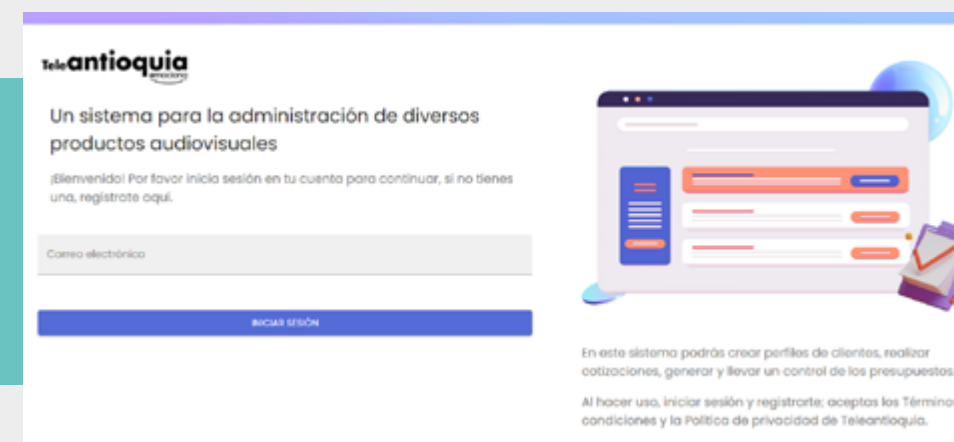 Teleantioquia
emociona
Un sistema para la administración de diversos
productos audiovisuales
¡Bienvenido! Por favor inicia sesión en tu cuenta para continuar, si no tienes
una, registrate aquí.
Correo electrónico
INICIAR SESIÓN
En este sistema podrás crear perfiles de clientes, realizar
cotizaciones, generar y llevar un control de los presupuestos.
Al hacer uso, iniciar sesión y registrarte; aceptas los Término
condiciones y la Política de privacidad de Teleantioquia.